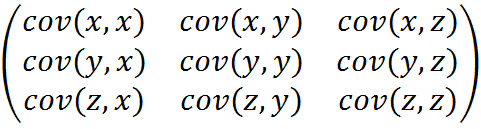 cov(x, x) cov(x, y) cov(x, z)
cov(y, x) cov(y, y) cov(y, z)
cov(z, x) cov(z, y) cov(z, z)